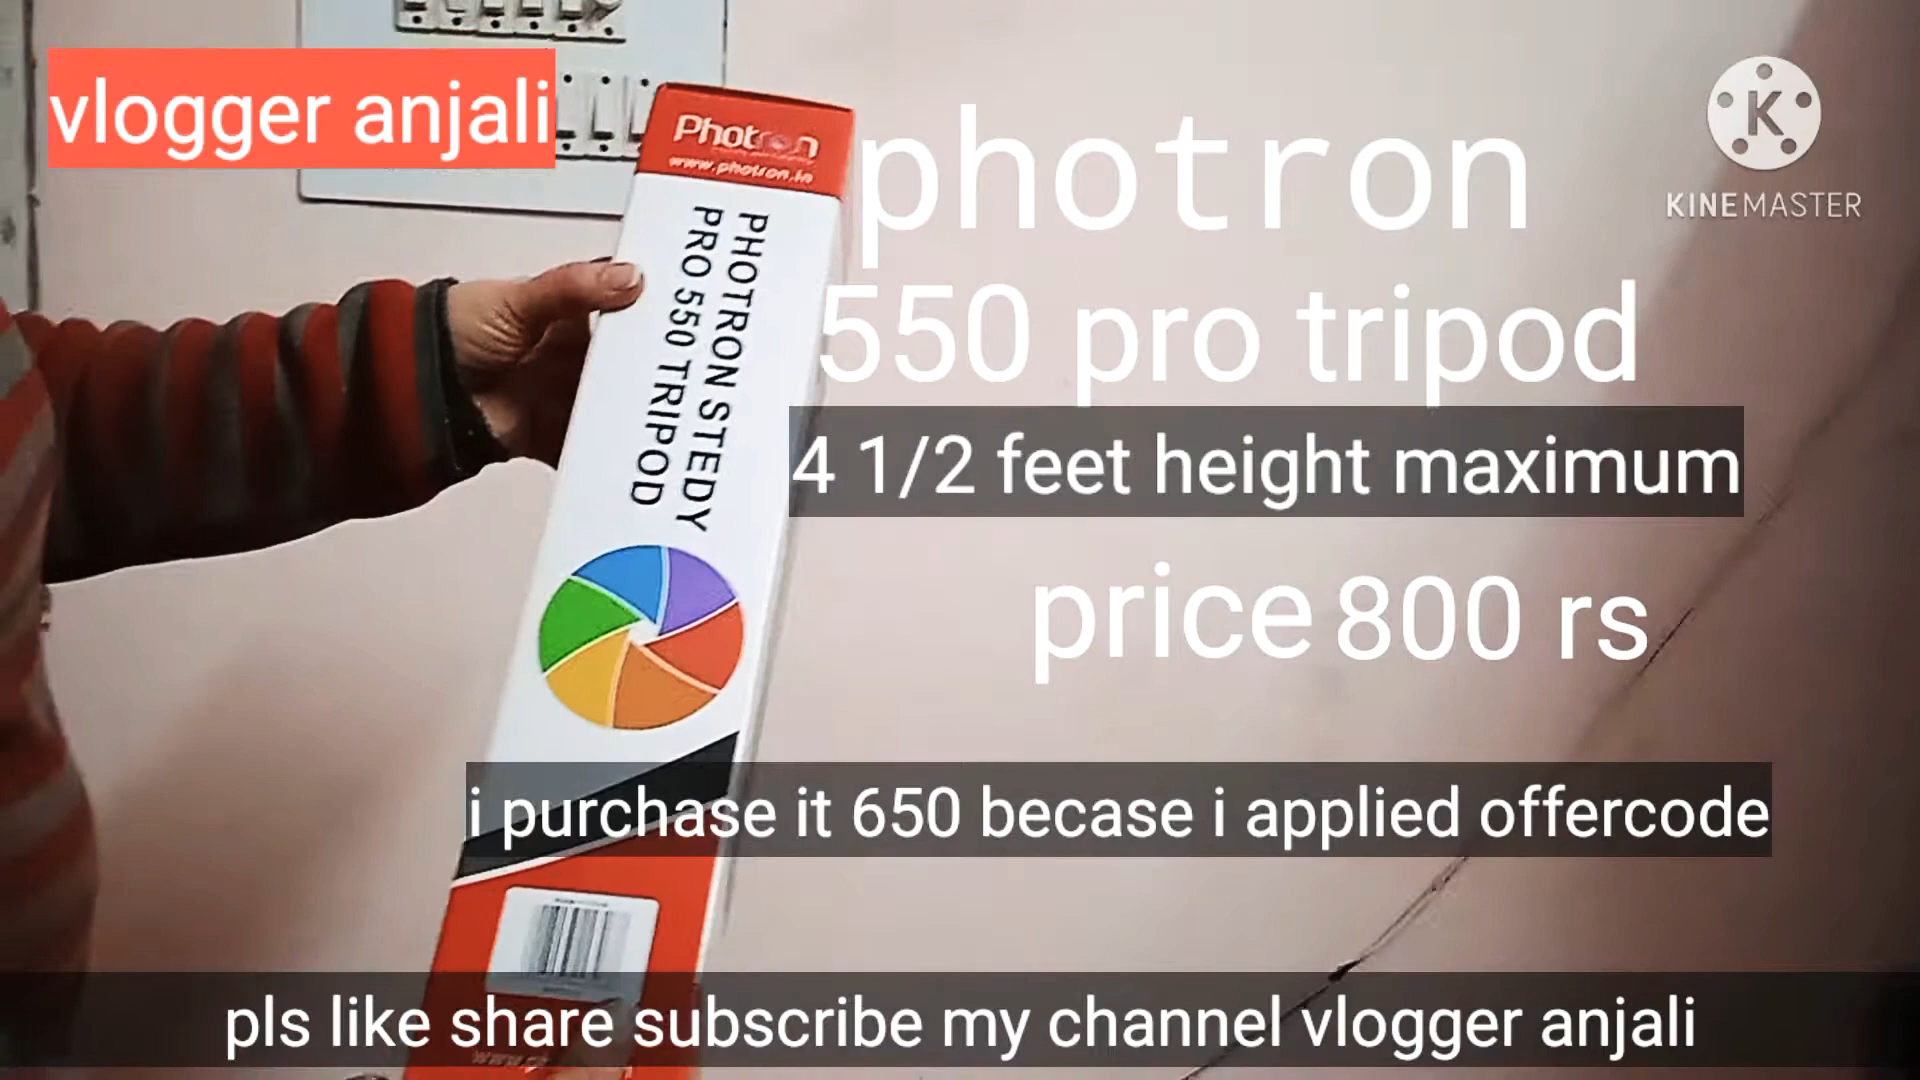 vlogger anjali
Photron
www.photron.in
PHOTRON STEDY
PRO 550 TRIPOD
photron
550 pro tripod
4 1/2 feet height maximum
price 800 rs
i purchase it 650 becase i applied offercode
pls like share subscribe my channel vlogger anjali
K
KINEMASTER